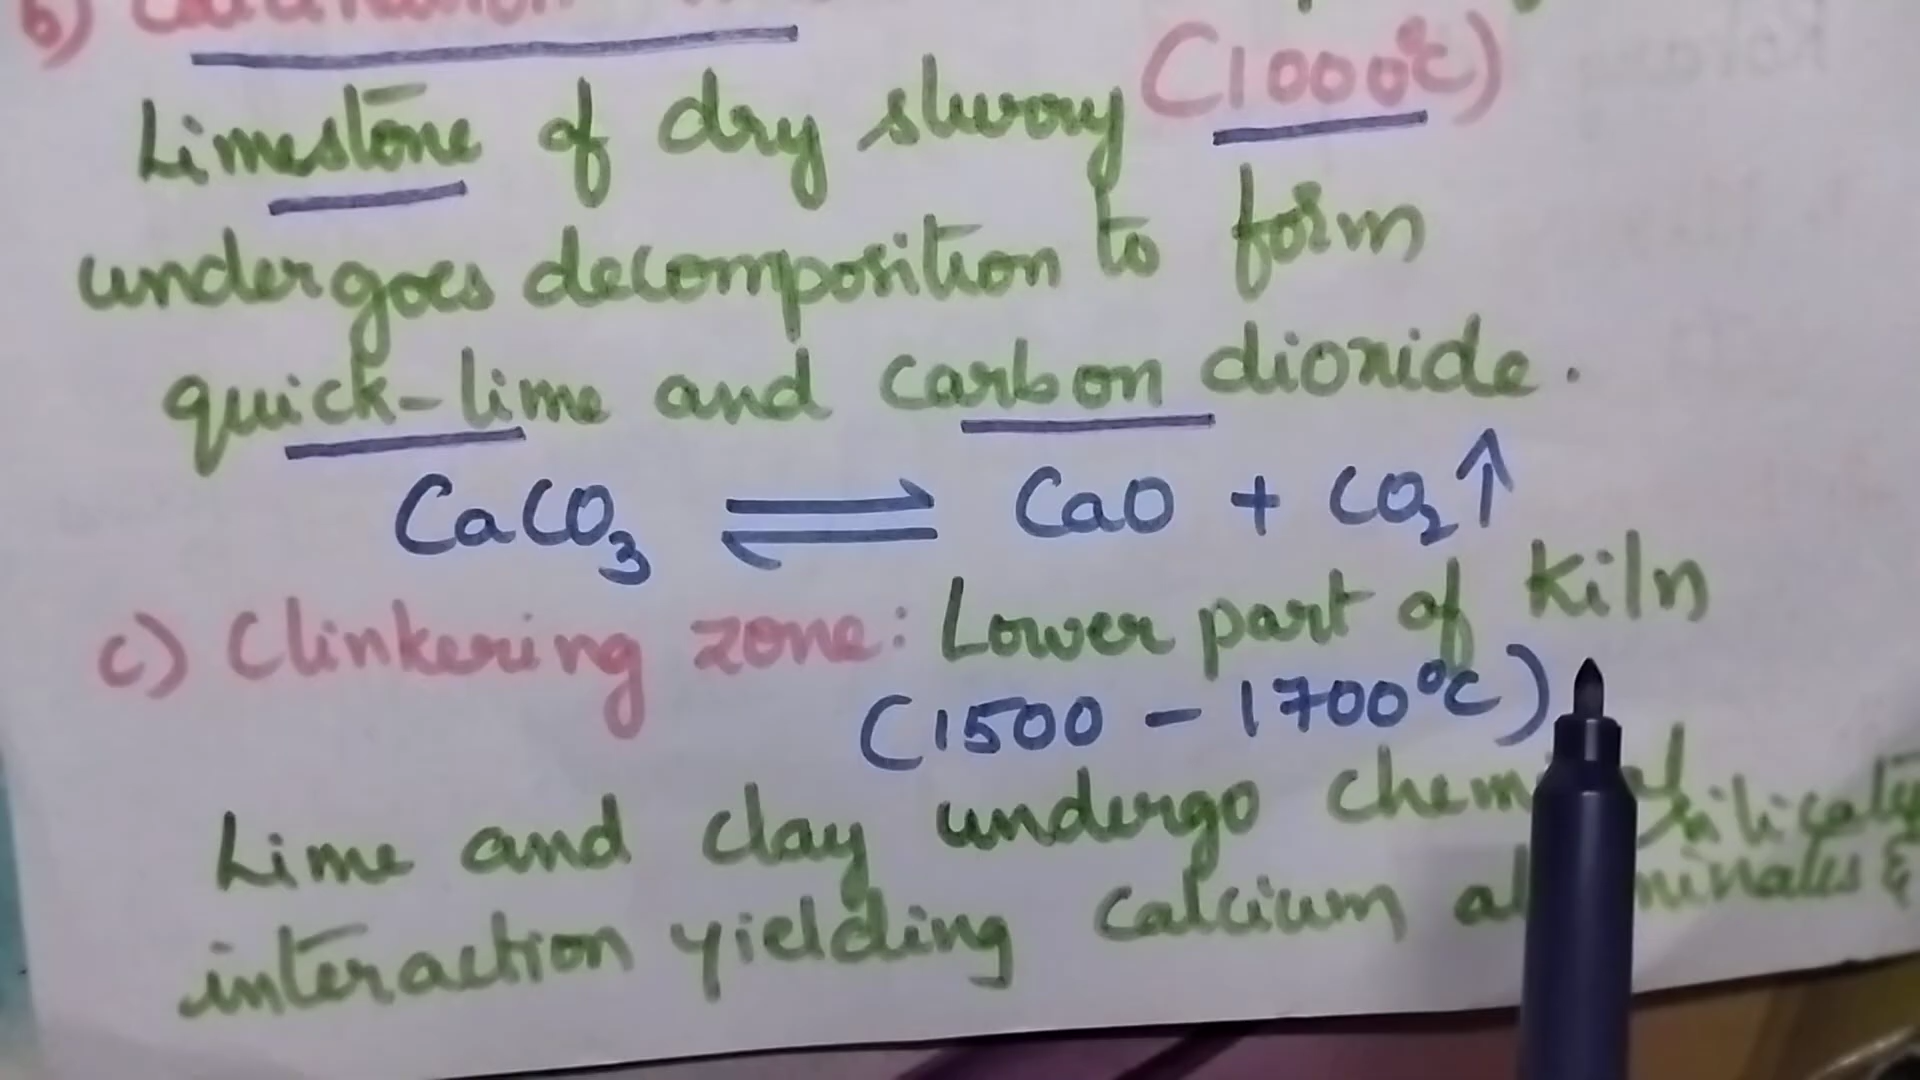 b)
Limestone of dry slurry (1000°C)
undergoes decomposition to form
quick-lime and carbon dioxide.
CaCO₃ ⇌ CaO + CO₂↑
c) Clinkering zone: Lower part of Kiln
(1500 - 1700°C)
Lime and clay undergo
interaction yielding calcium &